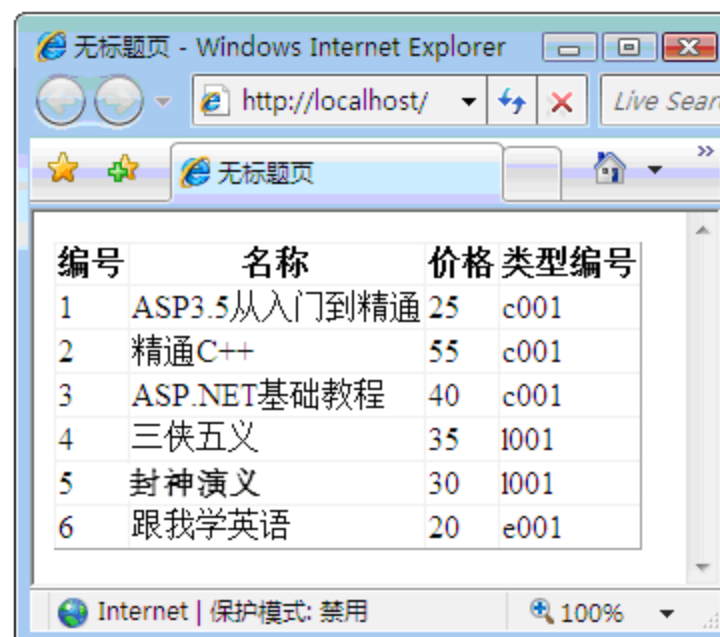 无标题页 - Windows Internet Explorer
http://localhost/ Live Sear
无标题页
编号 名称 价格 类型编号
1 ASP3.5从入门到精通 25 c001
2 精通C++ 55 c001
3 ASP.NET基础教程 40 c001
4 三侠五义 35 l001
5 封神演义 30 l001
6 跟我学英语 20 e001
Internet | 保护模式: 禁用 100%